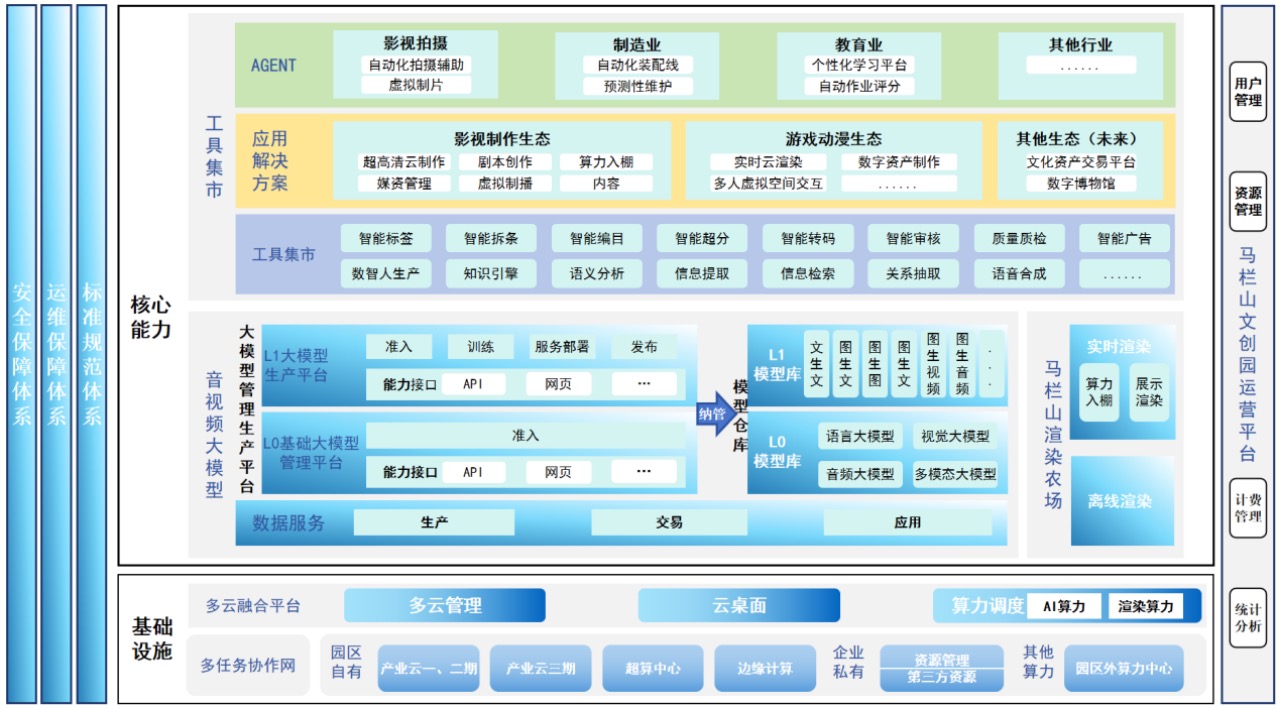 安全保障体系
运维保障体系
标准规范体系
核心
能力
工具集市
AGENT
影视拍摄
自动化拍摄辅助
虚拟制片
制造业
自动化装配线
预测性维护
教育业
个性化学习平台
自动作业评分
其他行业
......
应用
解决
方案
影视制作生态
超高清云制作
剧本创作
算力入棚
媒资管理
虚拟制播
内容
游戏动漫生态
实时云渲染
数字资产制作
多人虚拟空间交互
......
其他生态（未来）
文化资产交易平台
数字博物馆
工具集市
智能标签
智能拆条
智能编目
智能超分
智能转码
智能审核
质量质检
智能广告
数智人生产
知识引擎
语义分析
信息提取
信息检索
关系抽取
语音合成
......
音视频大模型
大模型管理生产平台
L1大模型
生产平台
准入
训练
服务部署
发布
能力接口
API
网页
...
L0基础大模型
管理平台
准入
能力接口
API
网页
...
纳管
模型仓库
L1
模型库
文生文
图生文
图生图
图生文
图生视频
图生音频
...
L0
模型库
语言大模型
视觉大模型
音频大模型
多模态大模型
数据服务
生产
交易
应用
马栏山渲染农场
实时渲染
算力
入棚
展示
渲染
离线渲染
基础
设施
多云融合平台
多云管理
云桌面
算力调度
AI算力
渲染算力
多任务协作网
园区
自有
产业云一、二期
产业云三期
超算中心
边缘计算
企业
私有
资源管理
第三方资源
其他
算力
园区外算力中心
用户
管理
资源
管理
马栏山文创园运营平台
计费
管理
统计
分析